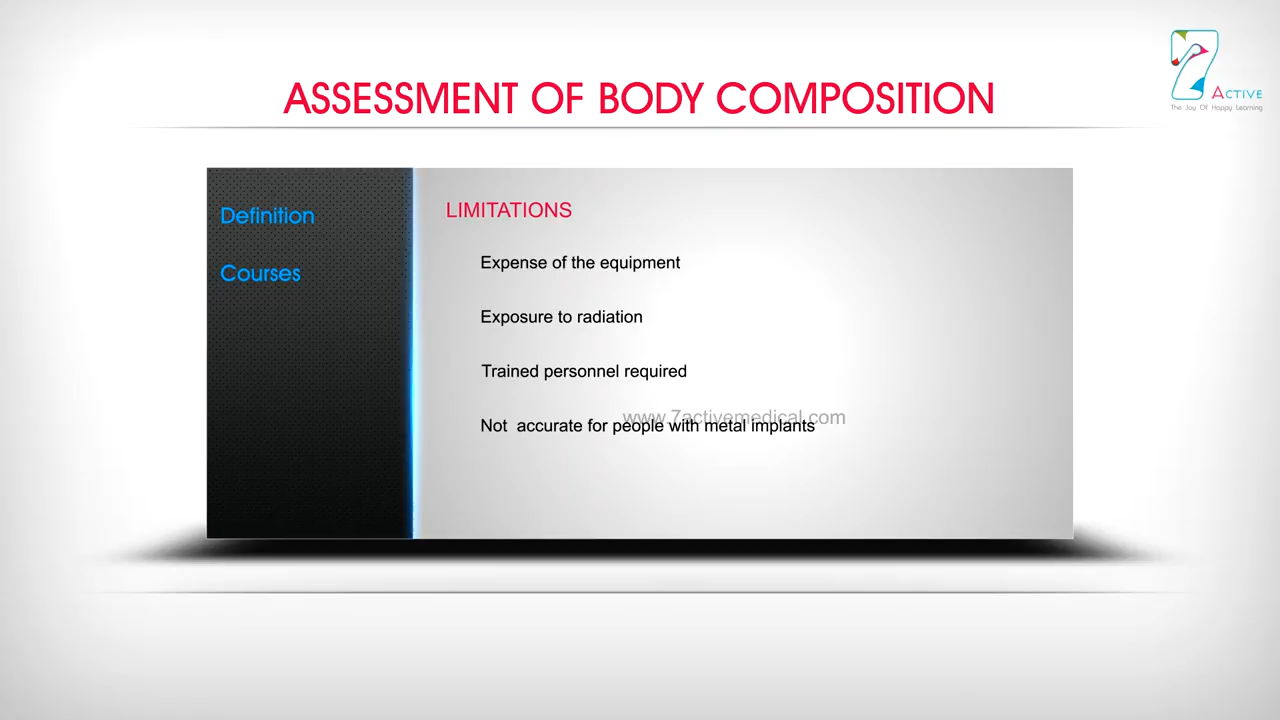 ASSESSMENT OF BODY COMPOSITION
7 ACTIVE
The Joy Of Happy Learning
Definition
Courses
LIMITATIONS
Expense of the equipment
Exposure to radiation
Trained personnel required
www.7activemedical.com
Not accurate for people with metal implants